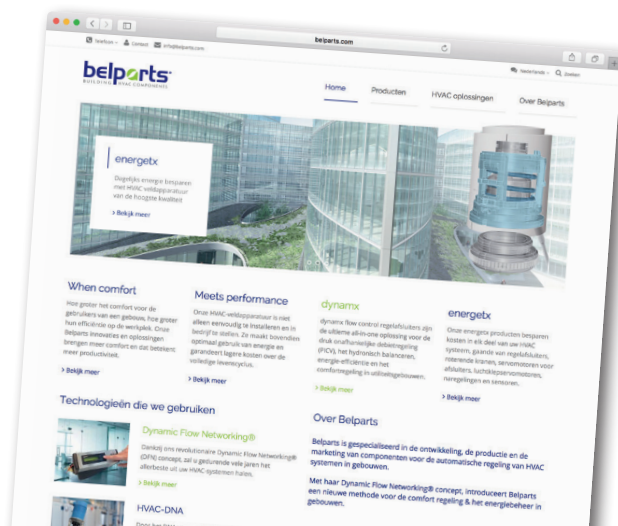 belparts.com
Telefoon
Contact
info@belparts.com
Nederlands
Zoeken
belparts
BUILDING HVAC COMPONENTS
Home
Producten
HVAC oplossingen
Over Belparts
energetx
Dagelijks energie besparen
met HVAC veldapparatuur
van de hoogste kwaliteit
> Bekijk meer
When comfort
Hoe groter het comfort voor de
gebruikers van een gebouw, hoe groter
hun efficiëntie op de werkplek. Onze
Belparts innovaties en oplossingen
brengen meer comfort en dat betekent
meer productiviteit.
> Bekijk meer
Meets performance
Onze HVAC-veldapparatuur is niet
alleen eenvoudig te installeren en in
bedrijf te stellen. Ze maakt bovendien
optimaal gebruik van energie en
garandeert lagere kosten over de
volledige levenscyclus.
> Bekijk meer
dynamx
dynamx flow control regelafsluiters zijn
de ultieme all-in-one oplossing voor de
druk onafhankelijke debietregeling
(PICV), het hydronisch balanceren,
energie-efficiëntie en het
comfortregeling in utiliteitsgebouwen.
> Bekijk meer
energetx
Onze energetx producten besparen
kosten in elk deel van uw HVAC
systeem, gaande van regelafsluiters,
roterende kranen, servomotoren voor
afsluiters, luchtklepservomotoren,
neregelingen en sensoren.
> Bekijk meer
Technologieën die we gebruiken
Dynamic Flow Networking®
Dankzij ons revolutionaire Dynamic Flow Networking®
(DFN) concept, zal u gedurende vele jaren het
allerbeste uit uw HVAC-systemen halen.
> Bekijk meer
HVAC-DNA
Over Belparts
Belparts is gespecialiseerd in de ontwikkeling, de productie en de
marketing van componenten voor de automatische regeling van HVAC
systemen in gebouwen.
Met haar Dynamic Flow Networking® concept, introduceert Belparts
een nieuwe methode voor de comfort regeling & het energiebeheer in
gebouwen.